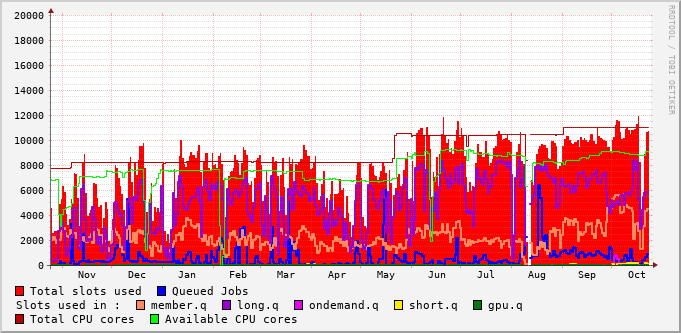 20000
18000
16000
14000
12000
10000
8000
6000
4000
2000
0
Nov Dec Jan Feb Mar Apr May Jun Jul Aug Sep Oct
RRDTOOL / TOBI OETIKER
Total slots used Queued Jobs
Slots used in : member.q long.q ondemand.q short.q gpu.q
Total CPU cores Available CPU cores